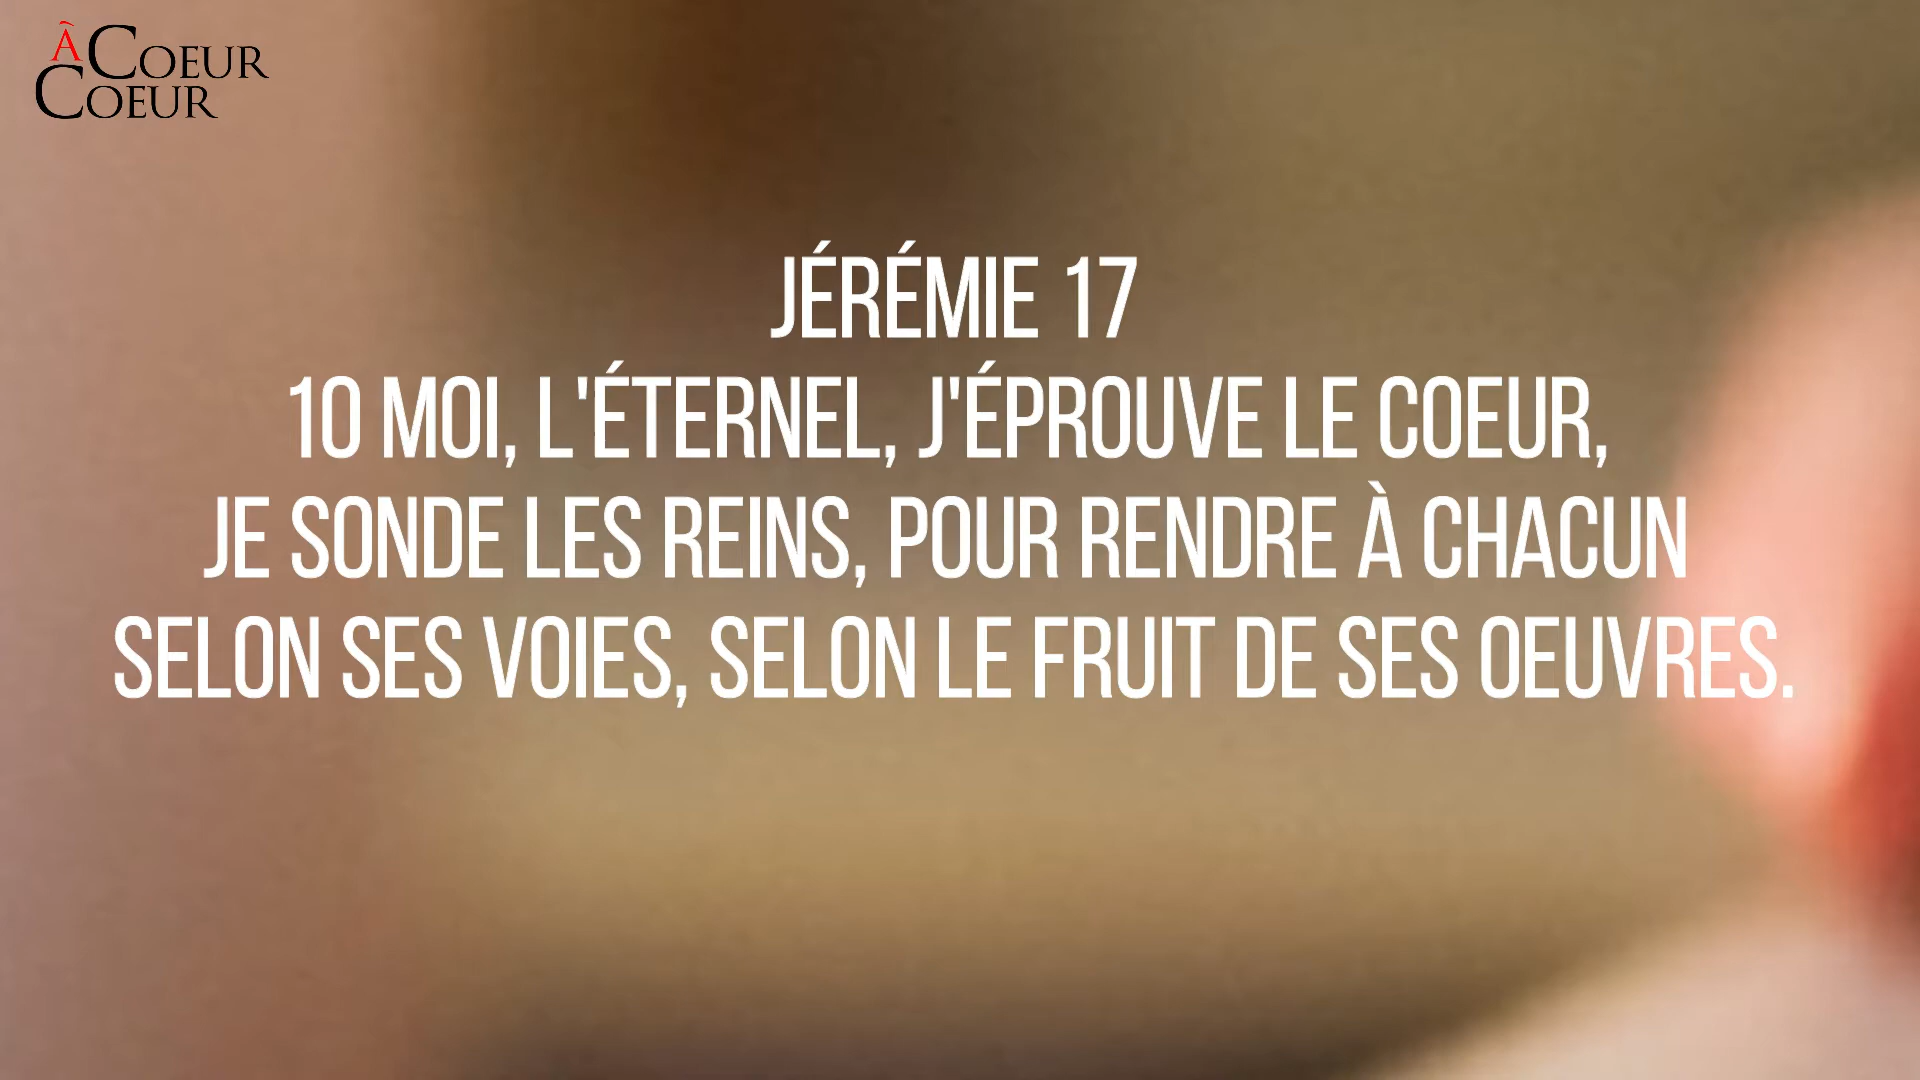 À COEUR
COEUR
JÉRÉMIE 17
10 MOI, L'ÉTERNEL, J'ÉPROUVE LE COEUR,
JE SONDE LES REINS, POUR RENDRE À CHACUN
SELON SES VOIES, SELON LE FRUIT DE SES OEUVRES.